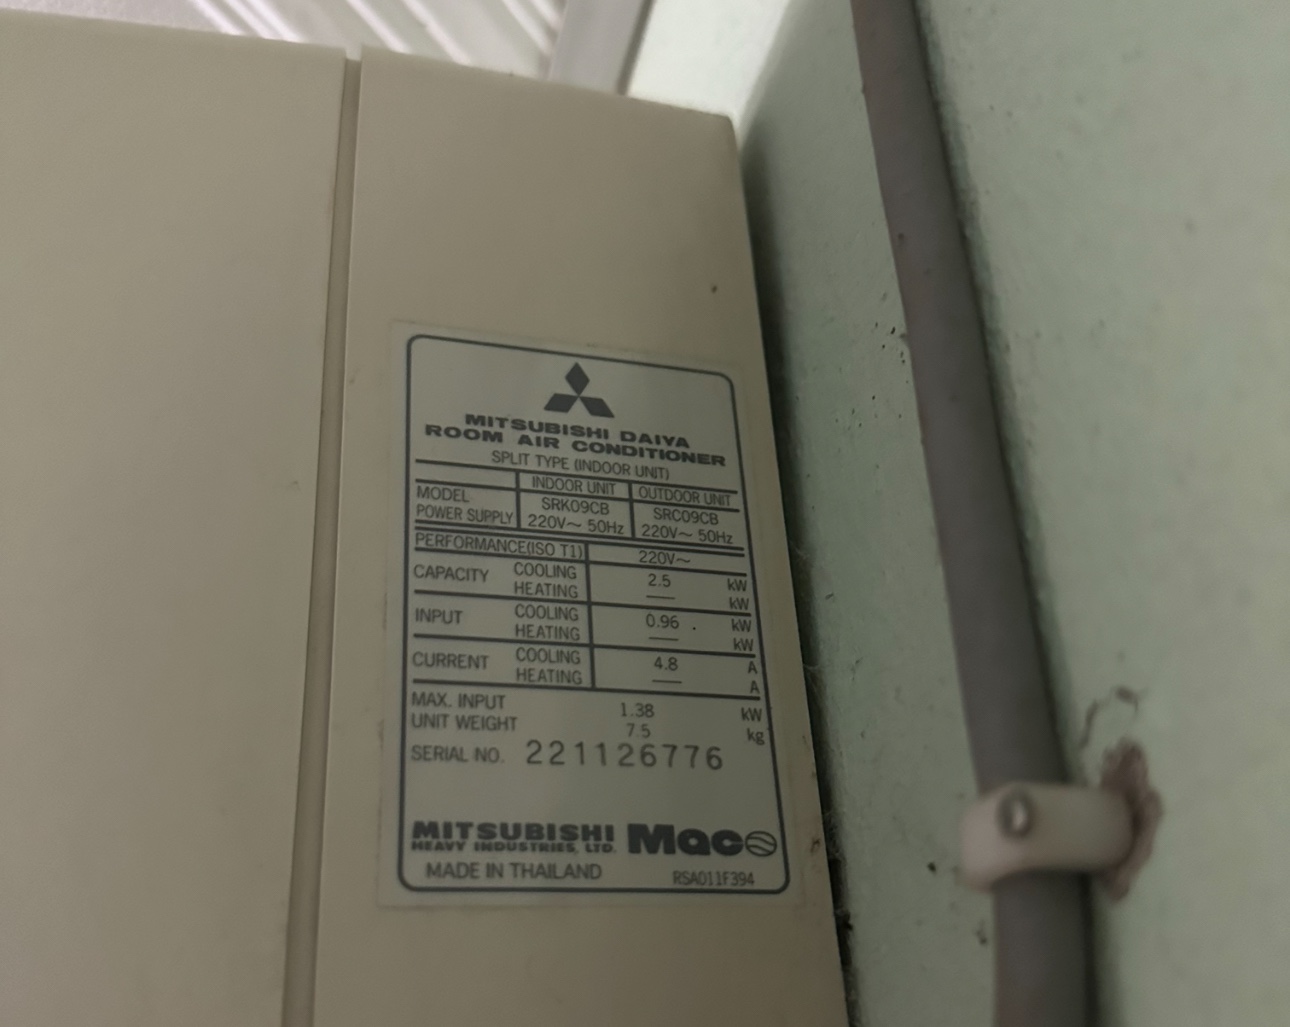 MITSUBISHI DAIYA
ROOM AIR CONDITIONER
SPLIT TYPE (INDOOR UNIT)
INDOOR UNIT OUTDOOR UNIT
MODEL SRK09CB SRC09CB
POWER SUPPLY 220V~ 50Hz 220V~ 50Hz
PERFORMANCE(ISO T1) 220V~
CAPACITY COOLING 2.5 kW
HEATING — kW
INPUT COOLING 0.96 kW
HEATING — kW
CURRENT COOLING 4.8 A
HEATING — A
MAX. INPUT 1.38 kW
UNIT WEIGHT 7.5 kg
SERIAL NO. 221126776
MITSUBISHI Maco
HEAVY INDUSTRIES, LTD.
MADE IN THAILAND RSA011F394